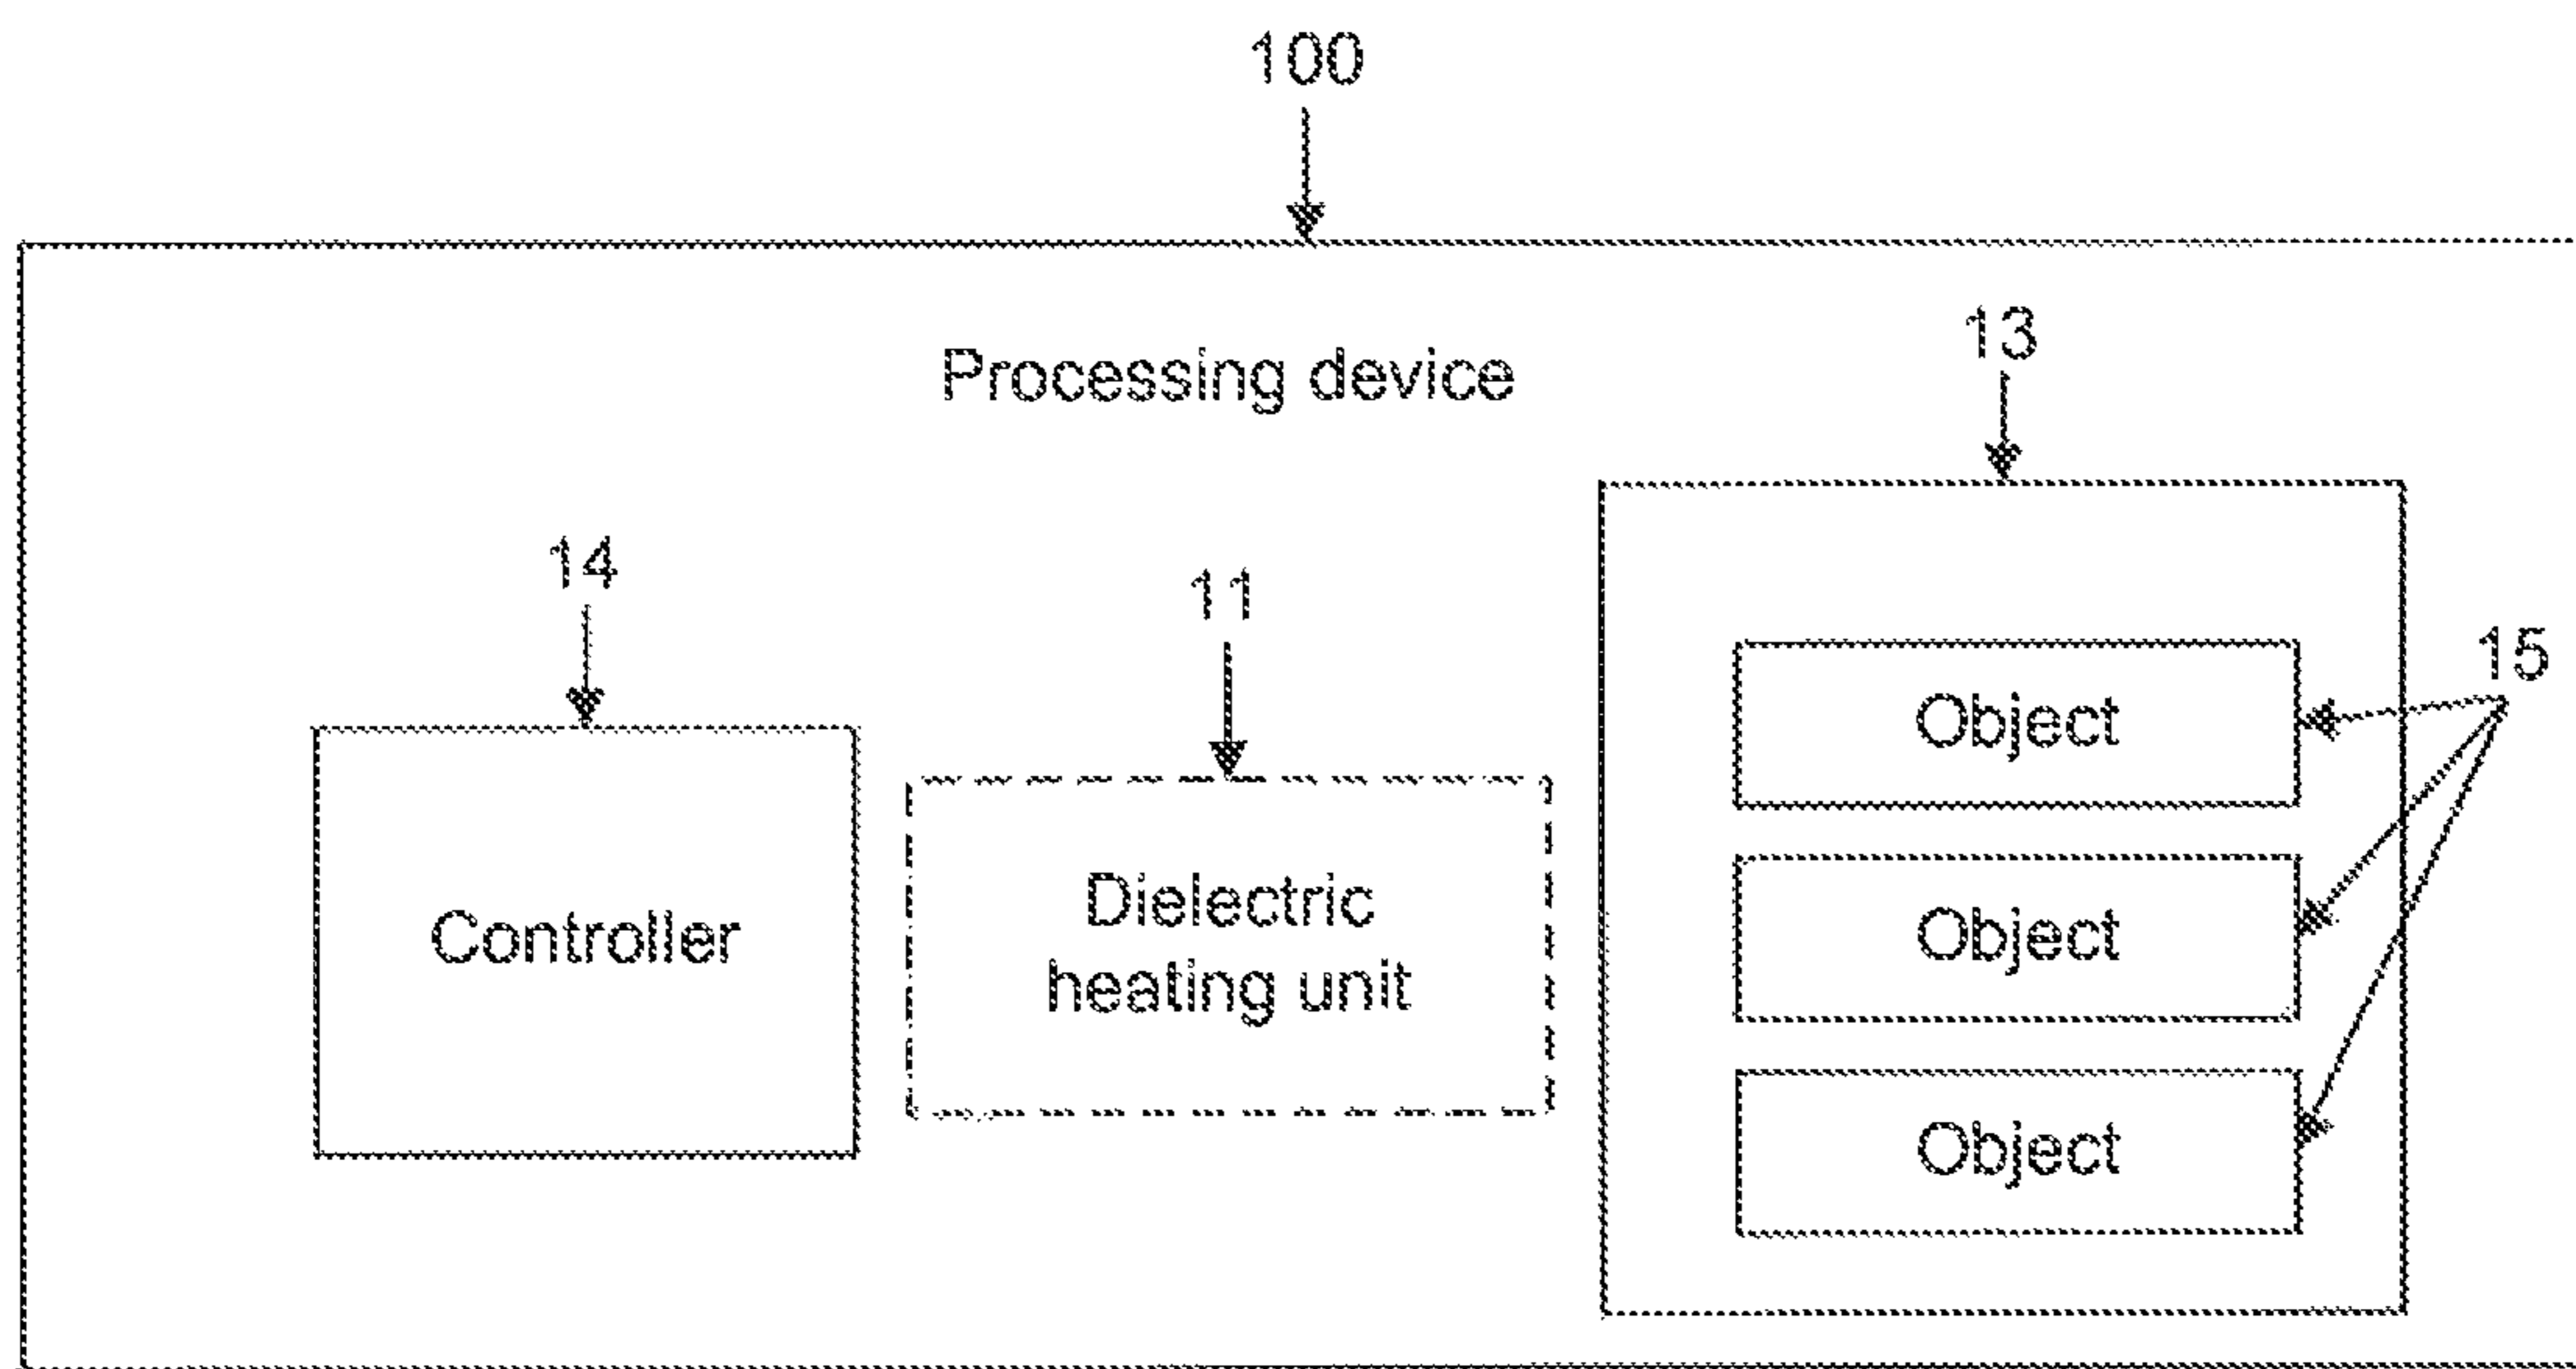 100
Processing device
13
14
11
15
Controller
Dielectric
heating unit
Object
Object
Object